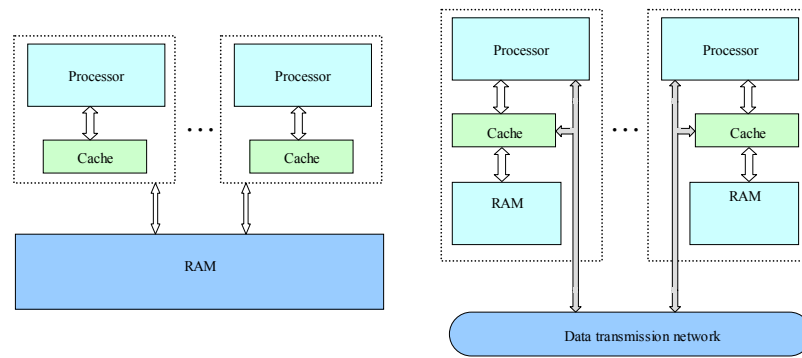 Processor
Processor
• • •
Cache
Cache
RAM
Processor
Processor
• • •
Cache
Cache
RAM
RAM
Data transmission network